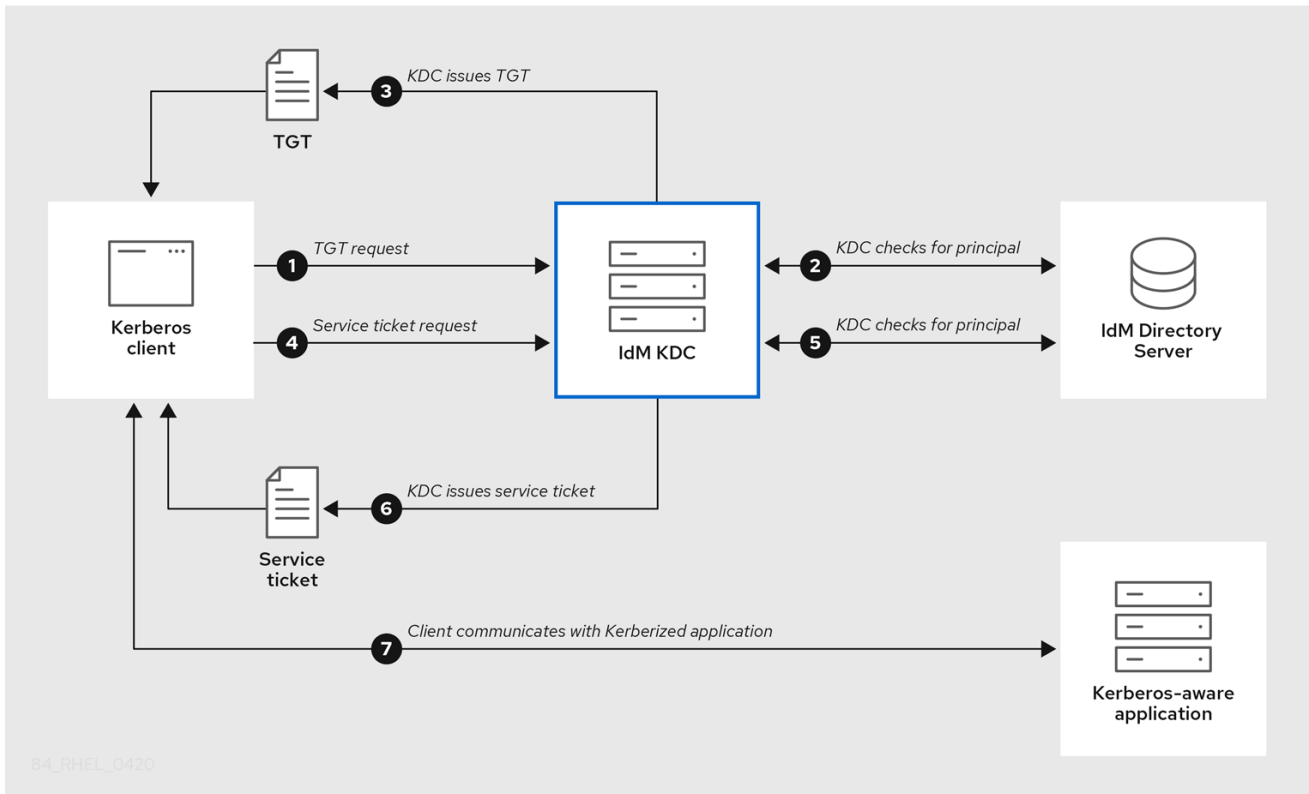 KDC issues TGT
3
TGT
TGT request
1
KDC checks for principal
2
Service ticket request
4
KDC checks for principal
5
Kerberos
client
IdM KDC
IdM Directory
Server
KDC issues service ticket
6
Service
ticket
Client communicates with Kerberized application
7
Kerberos-aware
application
84_RHEL_0420